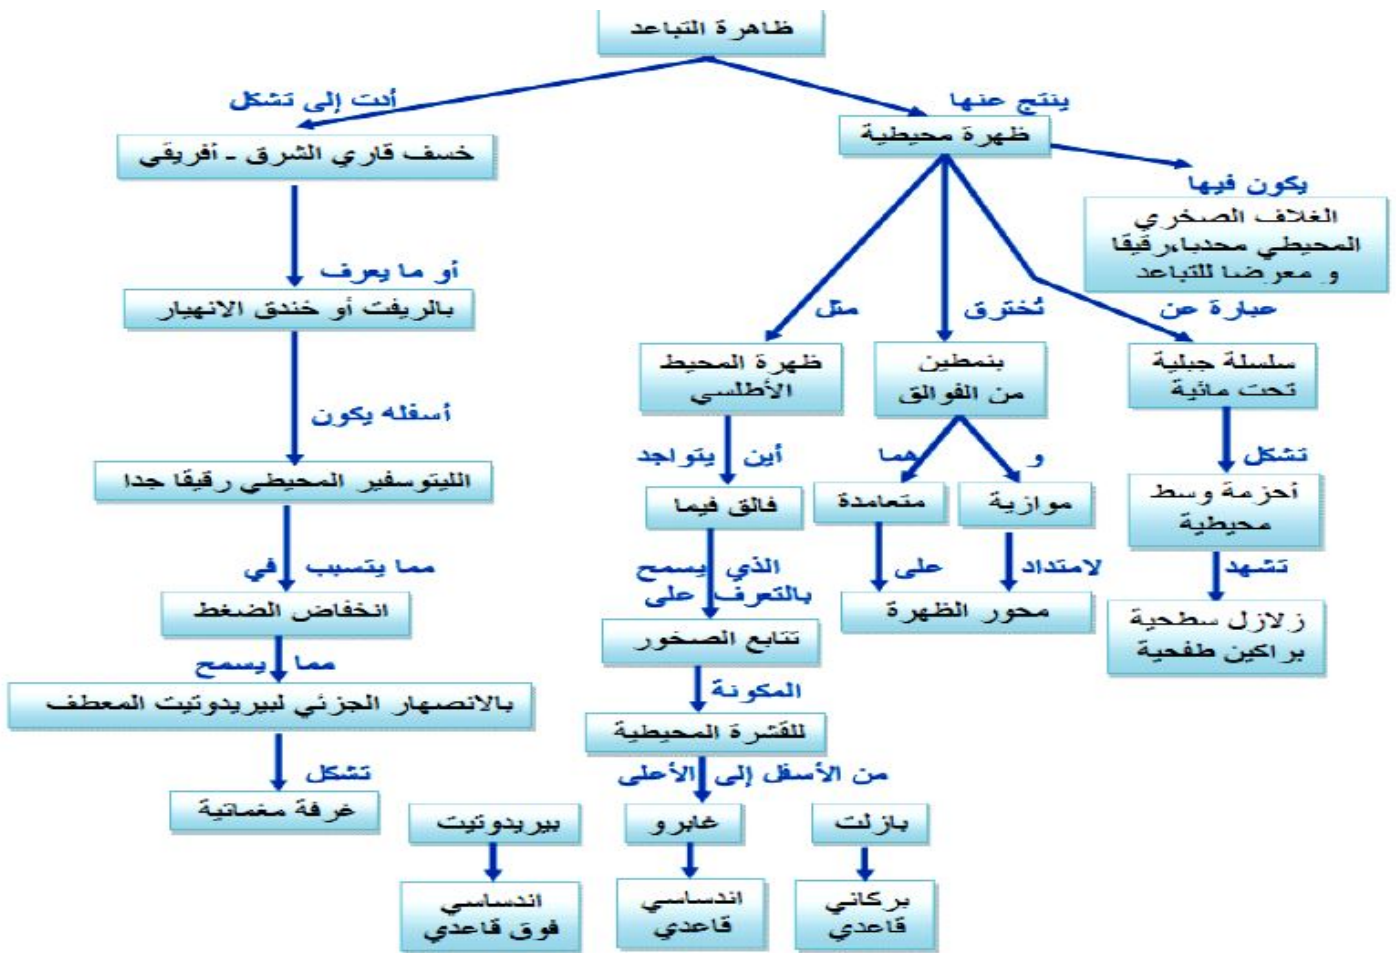 ظاهرة التباعد
ينتج عنها
أدت إلى تشكل
ظهرة محيطية
خسف قاري الشرق - أفريقي
يكون فيها
الغلاف الصخري
المحيطي محدبا،رقيقا
و معرضا للتباعد
أو ما يعرف
بالريفت أو خندق الانهيار
عبارة عن
تُخترق
مثل
سلسلة جبلية
تحت مائية
بنمطين
من الفوالق
ظهرة المحيط
الأطلسي
أسفله يكون
الليتوسفير المحيطي رقيقا جدا
تشكل
و
هما
أين يتواجد
أحزمة وسط
محيطية
موازية
متعامدة
فالق فيما
تشهد
لامتداد
على
الذي يسمح
بالتعرف على
مما يتسبب في
زلازل سطحية
براكين طفحية
محور الظهرة
تتابع الصخور
انخفاض الضغط
المكونة
مما يسمح
للقشرة المحيطية
بالانصهار الجزئي لبيريدوتيت المعطف
من الأسفل إلى الأعلى
تشكل
غرفة مغماتية
بازلت
غابرو
بيريدوتيت
بركاني
قاعدي
اندساسي
قاعدي
اندساسي
فوق قاعدي